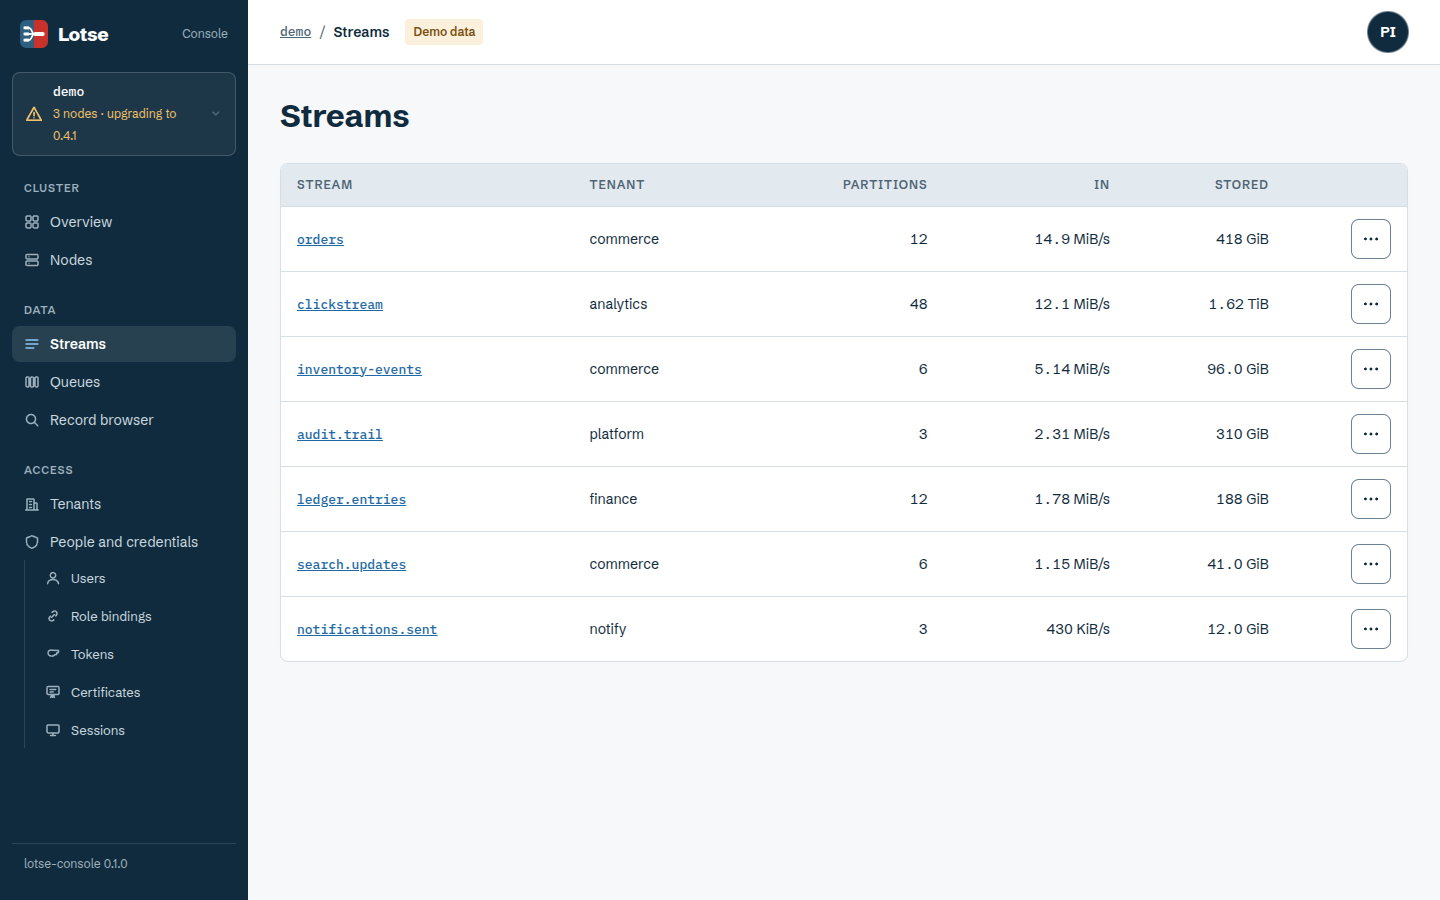 Lotse
Console
demo
3 nodes · upgrading to
0.4.1
CLUSTER
Overview
Nodes
DATA
Streams
Queues
Record browser
ACCESS
Tenants
People and credentials
Users
Role bindings
Tokens
Certificates
Sessions
lotse-console 0.1.0
demo / Streams Demo data
PI
Streams
STREAM TENANT PARTITIONS IN STORED
orders commerce 12 14.9 MiB/s 418 GiB
clickstream analytics 48 12.1 MiB/s 1.62 TiB
inventory-events commerce 6 5.14 MiB/s 96.0 GiB
audit.trail platform 3 2.31 MiB/s 310 GiB
ledger.entries finance 12 1.78 MiB/s 188 GiB
search.updates commerce 6 1.15 MiB/s 41.0 GiB
notifications.sent notify 3 430 KiB/s 12.0 GiB